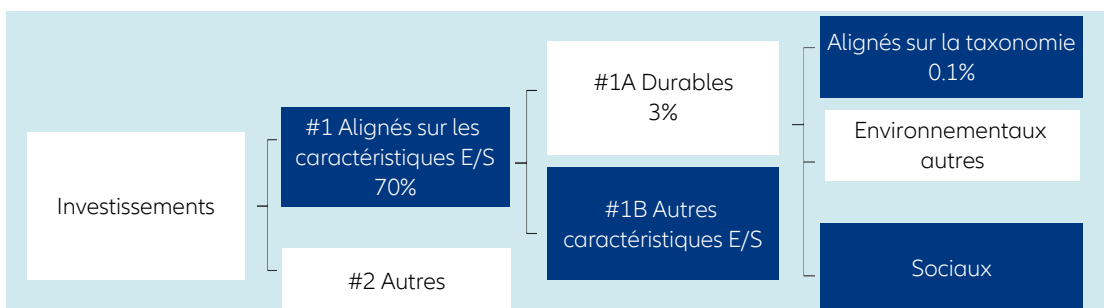 Investissements
#1 Alignés sur les
caractéristiques E/S
70%
#2 Autres
#1A Durables
3%
#1B Autres
caractéristiques E/S
Alignés sur la taxonomie
0.1%
Environnementaux
autres
Sociaux